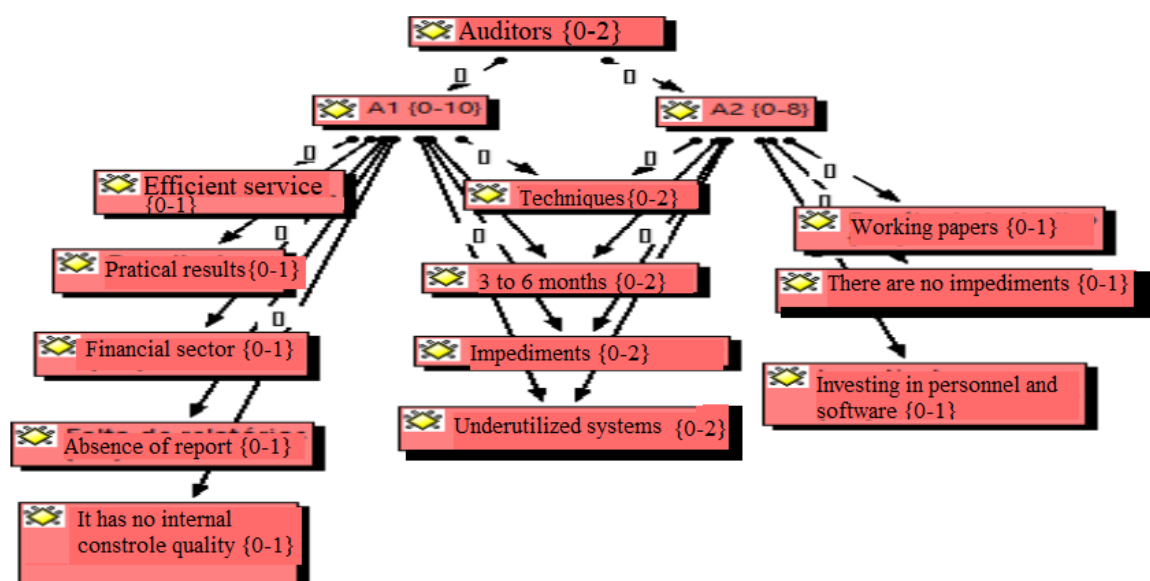 Auditors {0-2}
A1 {0-10}
A2 {0-8}
Efficient service
{0-1}
Techniques{0-2}
Working papers {0-1}
Pratical results{0-1}
3 to 6 months {0-2}
There are no impediments {0-1}
Financial sector {0-1}
Impediments {0-2}
Investing in personnel and
software {0-1}
Absence of report {0-1}
Underutilized systems {0-2}
It has no internal
constrole quality {0-1}